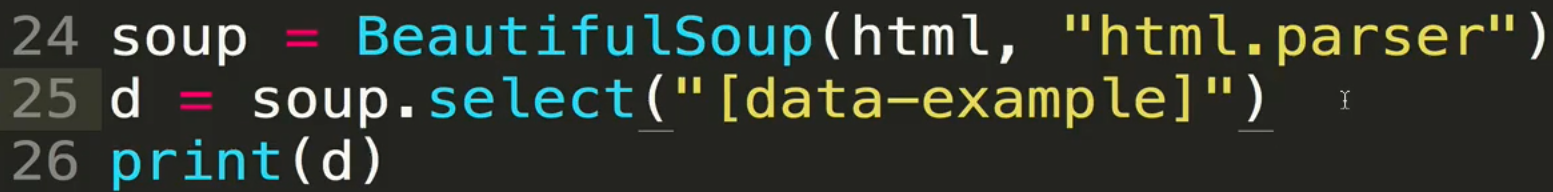 24 soup = BeautifulSoup(html, "html.parser")
25 d = soup.select("[data-example]")
26 print(d)